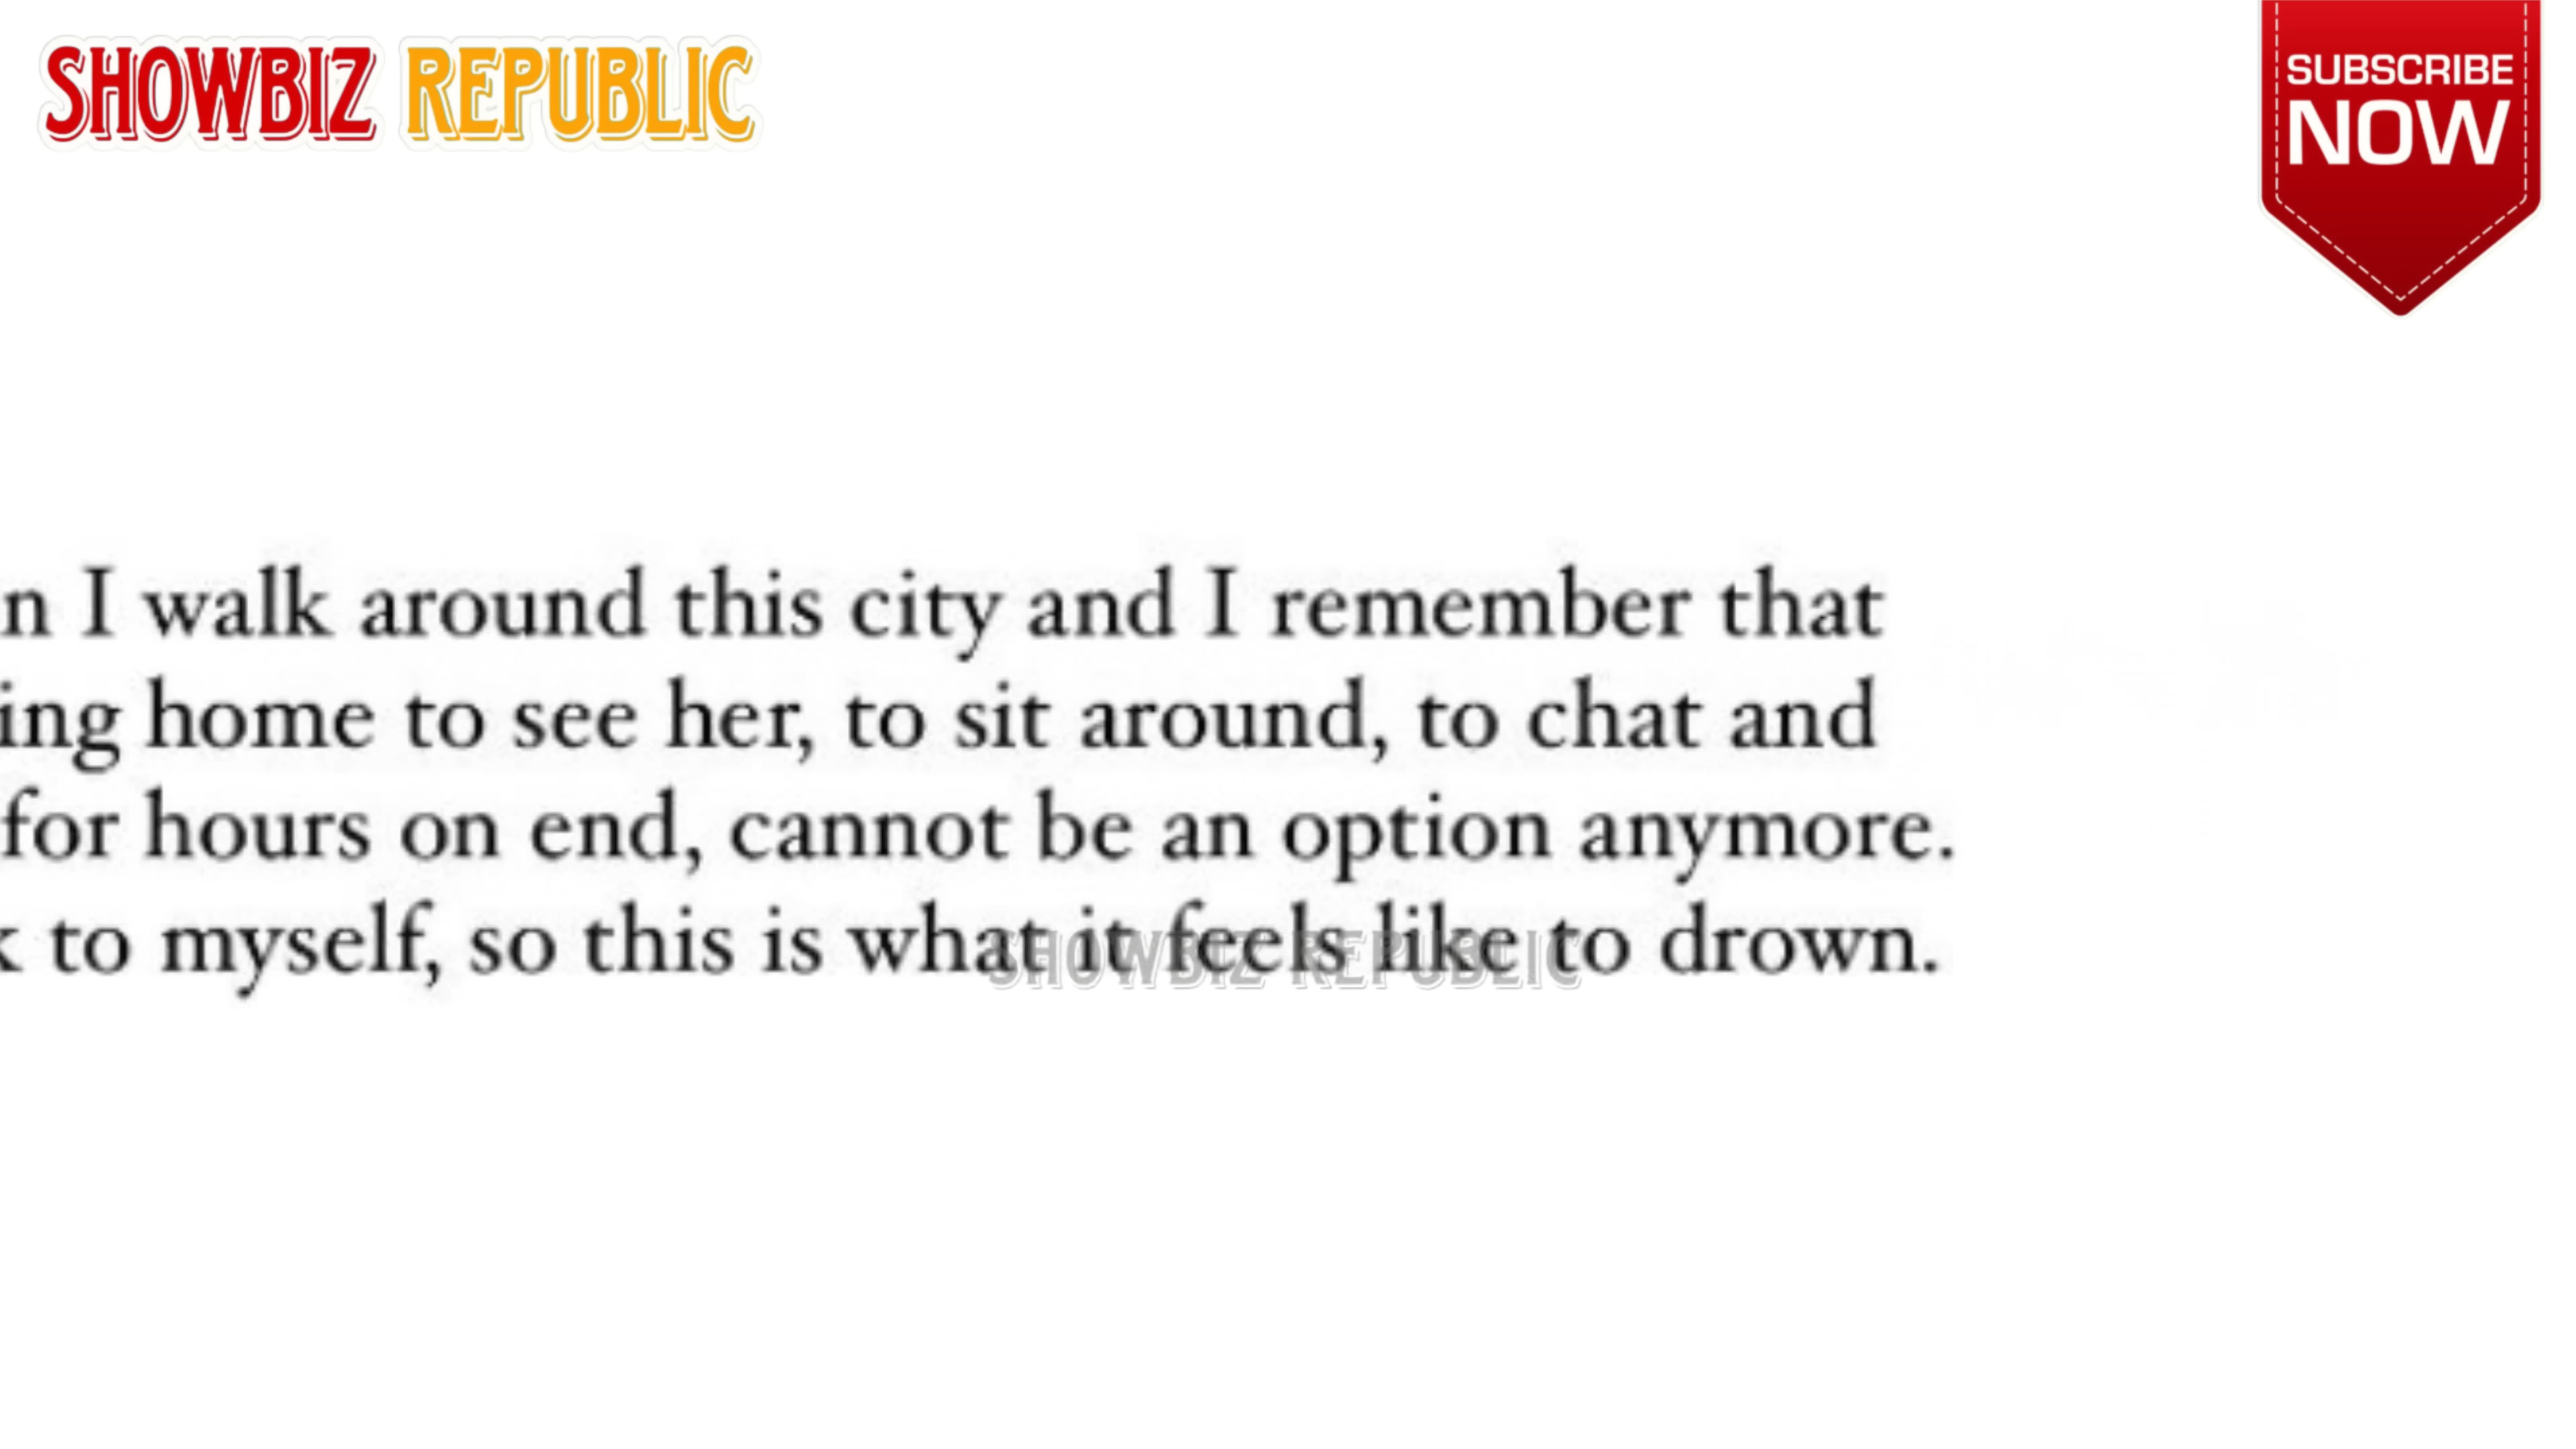 SHOWBIZ REPUBLIC
SUBSCRIBE
NOW
n I walk around this city and I remember that
ing home to see her, to sit around, to chat and
for hours on end, cannot be an option anymore.
k to myself, so this is what it feels like to drown.
SHOWBIZ REPUBLIC